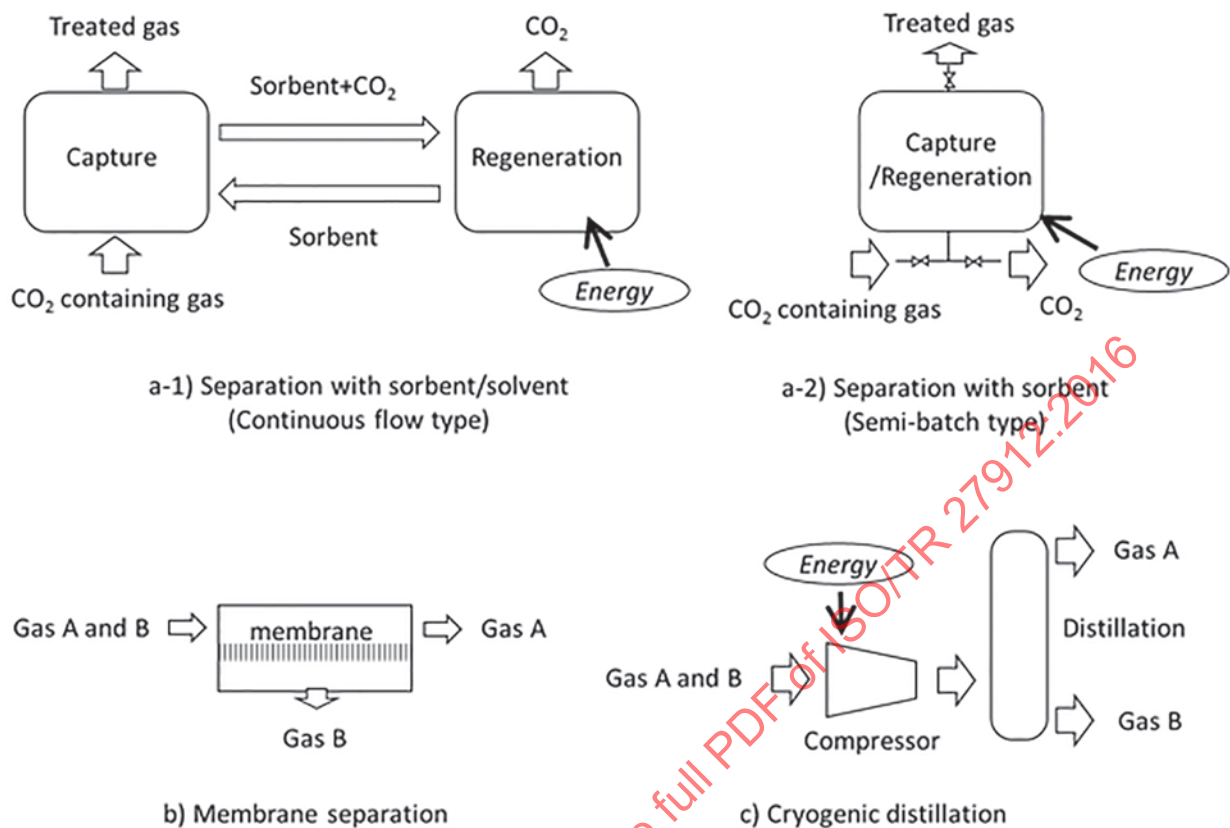 Treated gas
CO₂
Sorbent+CO₂
Capture
Regeneration
Sorbent
Energy
CO₂ containing gas
a-1) Separation with sorbent/solvent
(Continuous flow type)
Treated gas
Capture
/Regeneration
Energy
CO₂ containing gas
CO₂
a-2) Separation with sorbent
(Semi-batch type)
Gas A and B
membrane
Gas A
Gas B
b) Membrane separation
Energy
Gas A and B
Compressor
Gas A
Distillation
Gas B
c) Cryogenic distillation
full PDF of ISO/TR 27912:2016